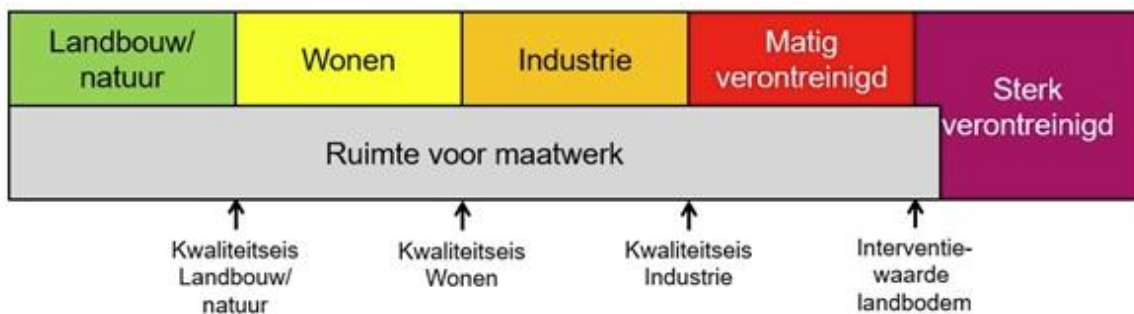 Landbouw/
natuur
Wonen
Industrie
Matig
verontreinigd
Sterk
verontreinigd
Ruimte voor maatwerk
Kwaliteitseis
Landbouw/
natuur
Kwaliteitseis
Wonen
Kwaliteitseis
Industrie
Interventie-
waarde
landbodem